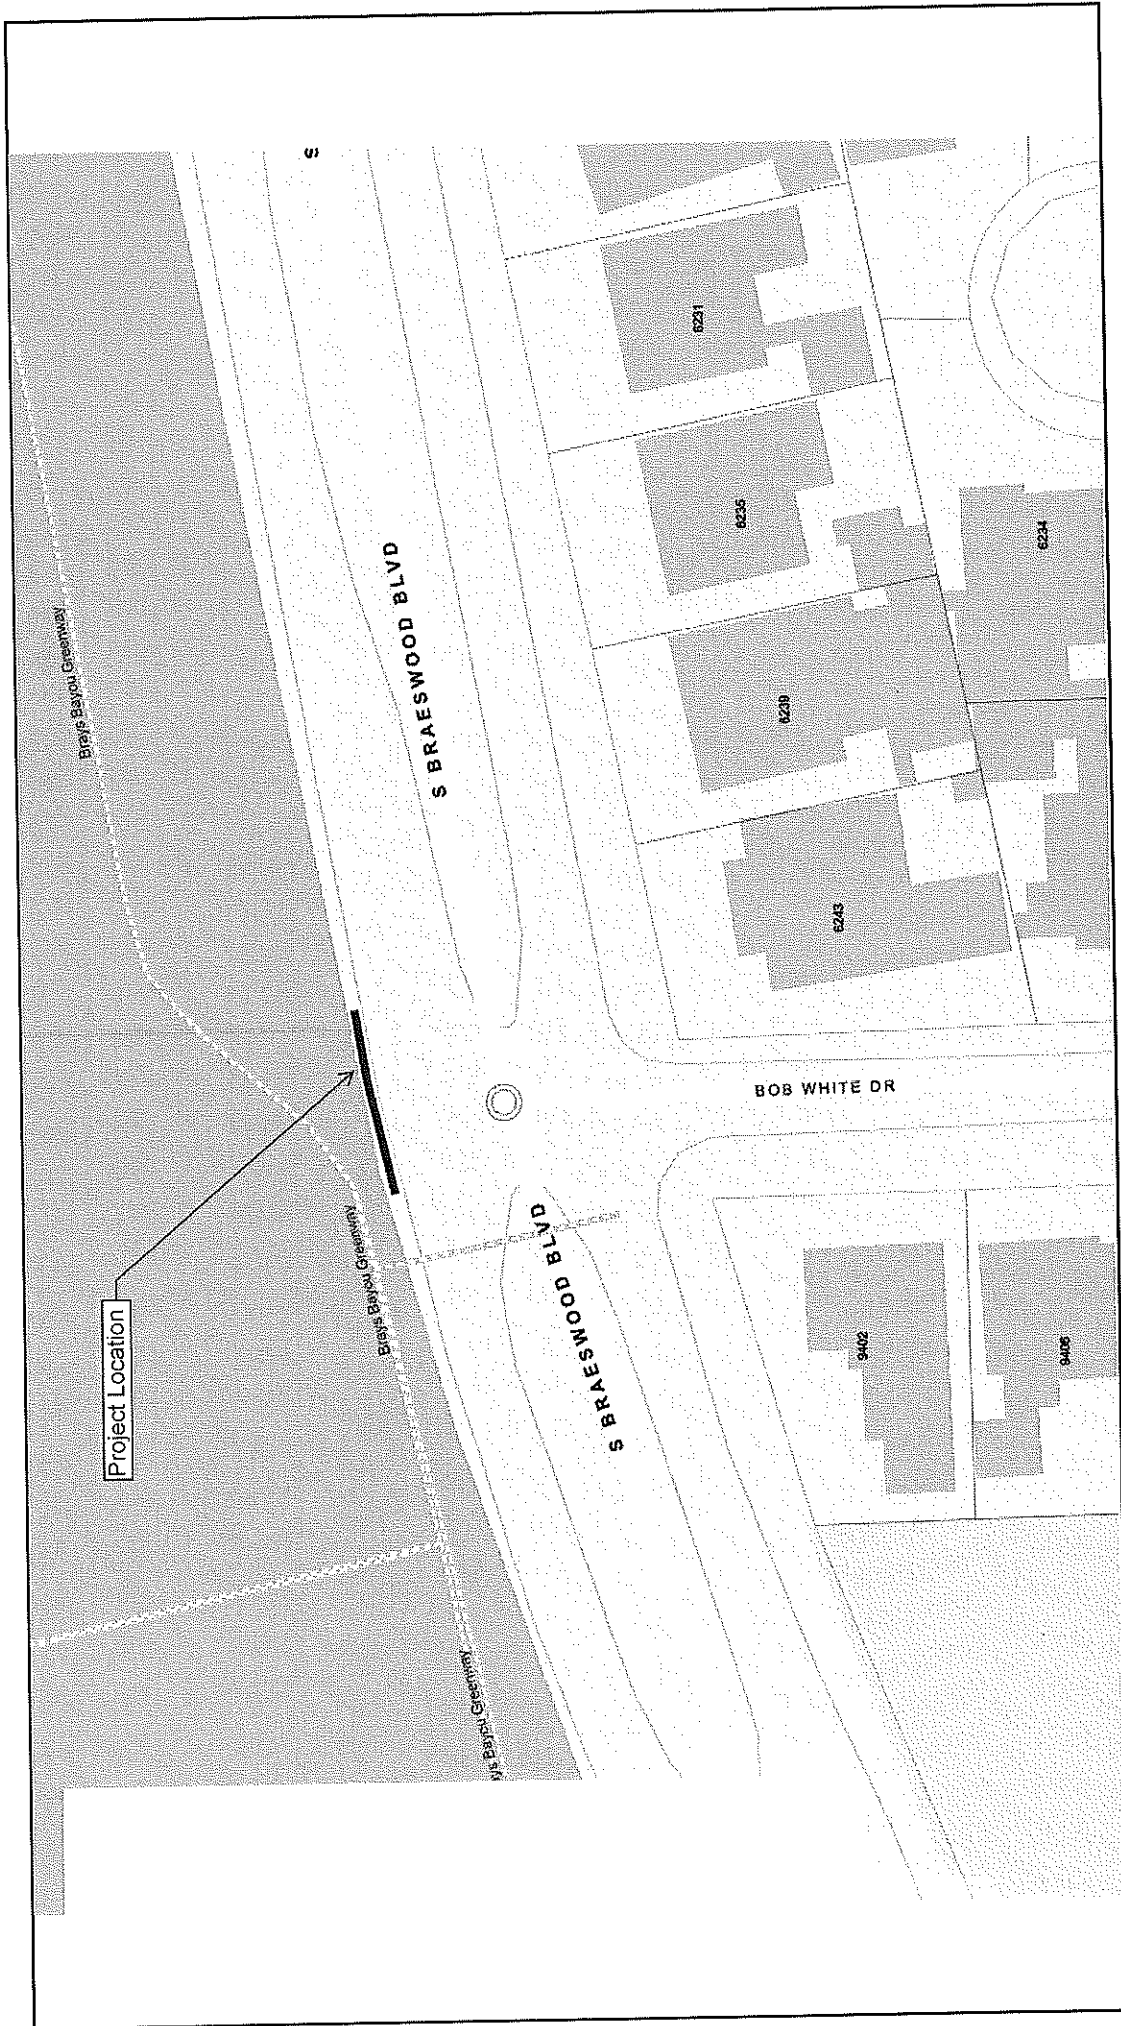 Project Location
Brays Bayou Greenway
Brays Bayou Greenway
ys Bayou Greenway
S BRAESWOOD BLVD
S BRAESWOOD BLVD
S
BOB WHITE DR
6231
6235
6239
6243
6234
9402
9406